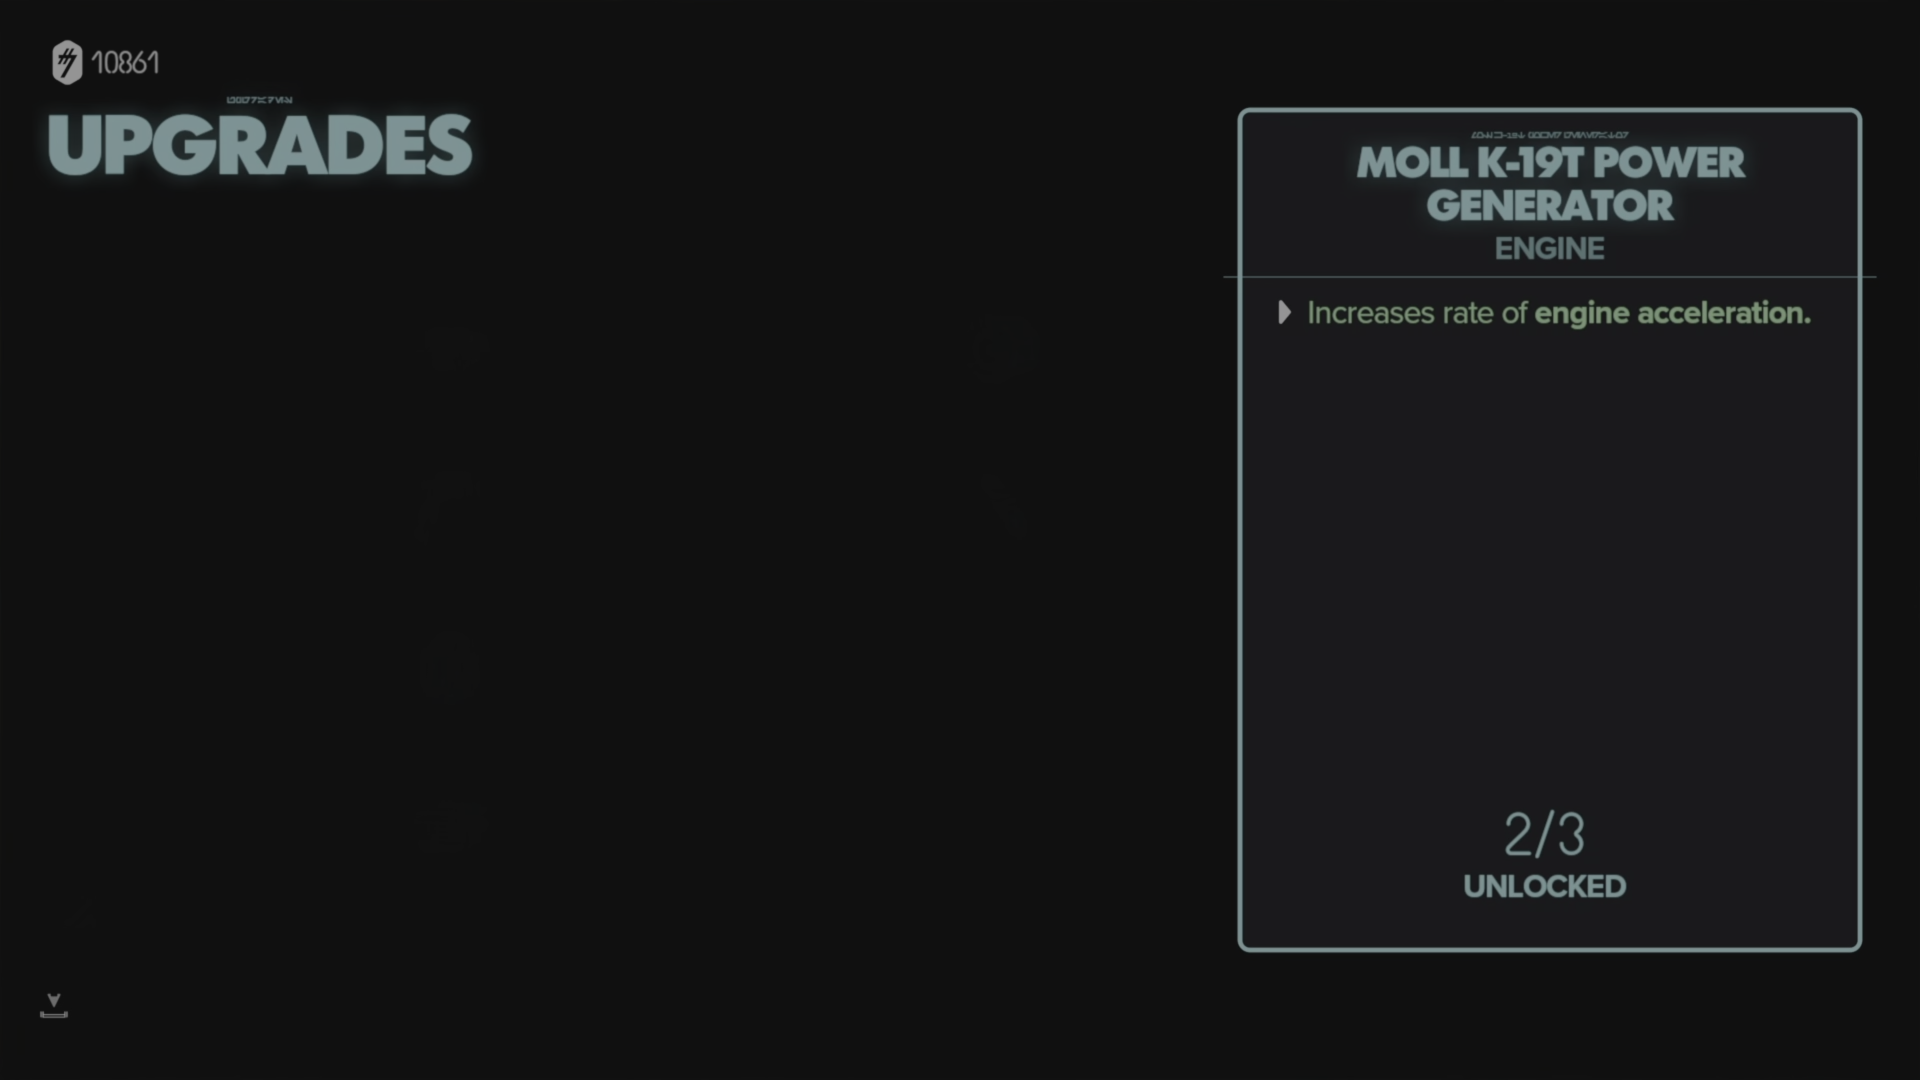 10861
UPGRADES
MOLL K-19T POWER
GENERATOR
ENGINE
Increases rate of engine acceleration.
2/3
UNLOCKED